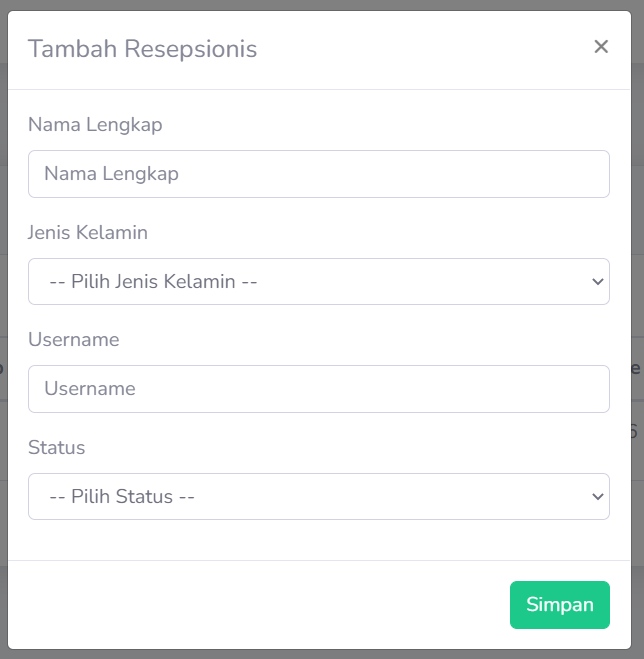 Tambah Resepsionis ×
Nama Lengkap
Nama Lengkap
Jenis Kelamin
-- Pilih Jenis Kelamin --
Username
Username
Status
-- Pilih Status --
Simpan